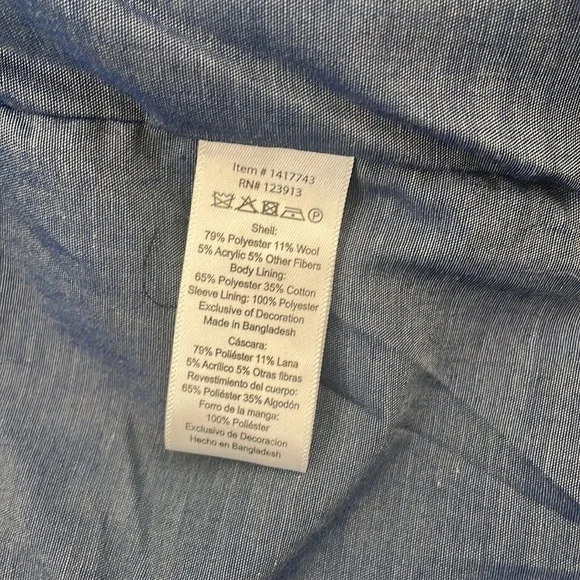 Item # 1417743
RN# 123913
P
Shell:
79% Polyester 11% Wool
5% Acrylic 5% Other Fibers
Body Lining:
65% Polyester 35% Cotton
Sleeve Lining: 100% Polyester
Exclusive of Decoration
Made in Bangladesh
Cáscara:
79% Poliéster 11% Lana
5% Acrílico 5% Otras fibras
Revestimiento del cuerpo:
65% Poliéster 35% Algodón
Forro de la manga:
100% Poliéster
Exclusivo de Decoracion
Hecho en Bangladesh